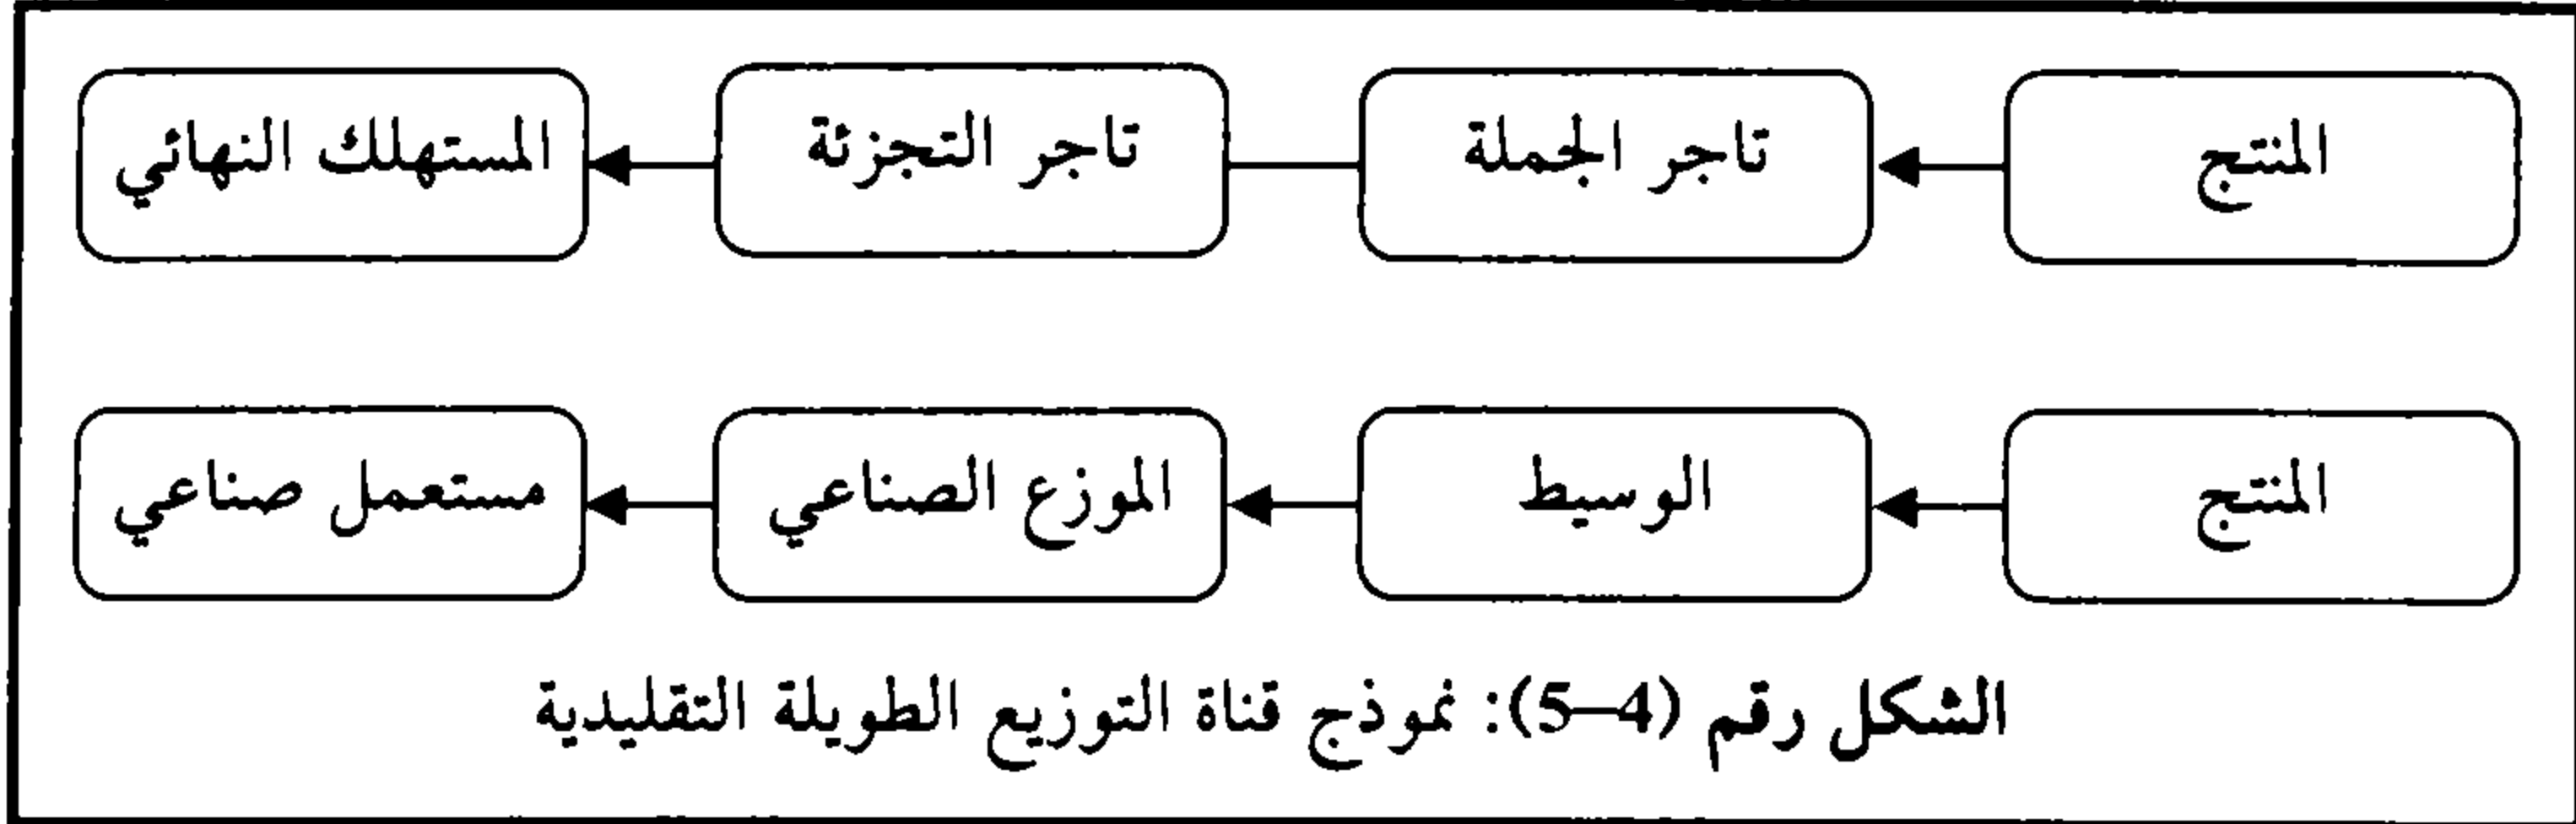 المنتج تاجر الجملة تاجر التجزئة المستهلك النهائي
المنتج الوسيط الموزع الصناعي مستعمل صناعي
الشكل رقم (4–5): نموذج قناة التوزيع الطويلة التقليدية